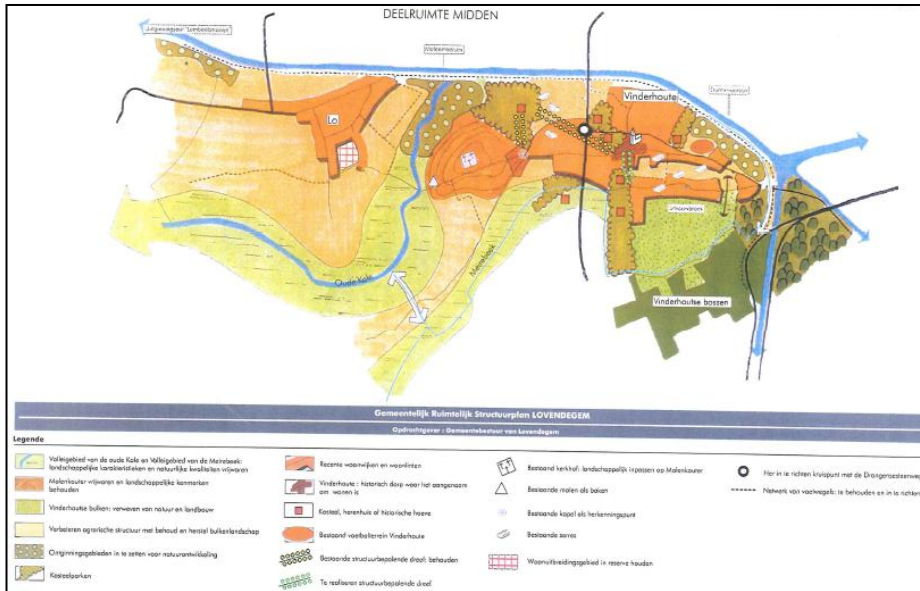 DEELRUIMTE MIDDEN
Vinderhoute
Lo
Oude Kale
Meirebeek
Vinderhoutse bossen
Gemeentelijk Ruimtelijk Structuurplan LOVENDEGEM
Opdrachtgever : Gemeentebestuur van Lovendegem
Legende
Valleigebied van de oude Kale en Valleigebied van de Meirebeek:
landschappelijke karakteristieken en natuurlijke kwaliteiten vrijwaren
Molenkouter vrijwaren en landschappelijke kenmerken
behouden
Vinderhoutse bulken: verweven van natuur en landbouw
Verbeteren agrarische structuur met behoud en herstel bulkenlandschap
Ontginningsgebieden in te zetten voor natuurontwikkeling
Kasteelparken
Recente woonwijken en woonlinten
Vinderhoute : historisch dorp waar het aangenaam
om wonen is
Kasteel, herenhuis of historische hoeve
Bestaand voetbalterrein Vinderhoute
Bestaande structuurbepalende dreef: behouden
Te realiseren structuurbepalende dreef
Bestaand kerkhof: landschappelijk inpassen op Molenkouter
Bestaande molen als baken
Bestaande kapel als herkenningspunt
Bestaande serres
Woonuitbreidingsgebied in reserve houden
Her in te richten kruispunt met de Drongensesteenweg
Netwerk van voetwegels: te behouden en in te richten